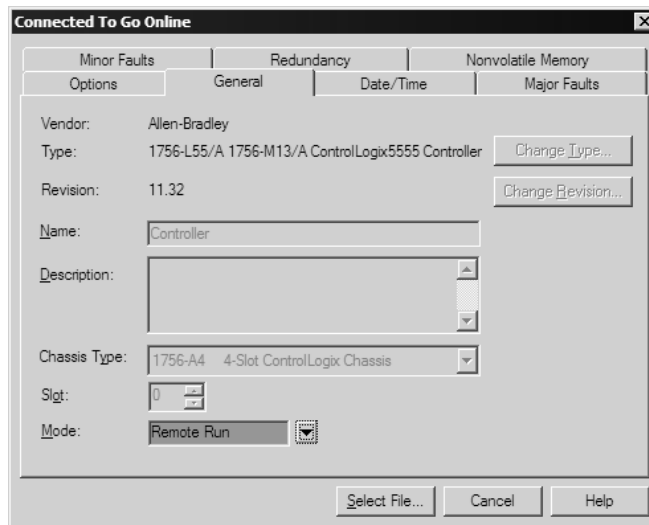 Connected To Go Online
Minor Faults Redundancy Nonvolatile Memory
Options General Date/Time Major Faults
Vendor: Allen-Bradley
Type: 1756-L55/A 1756-M13/A ControlLogix5555 Controller Change Type...
Revision: 11.32 Change Revision...
Name: Controller
Description:
Chassis Type: 1756-A4 4-Slot ControlLogix Chassis
Slot: 0
Mode: Remote Run
Select File... Cancel Help